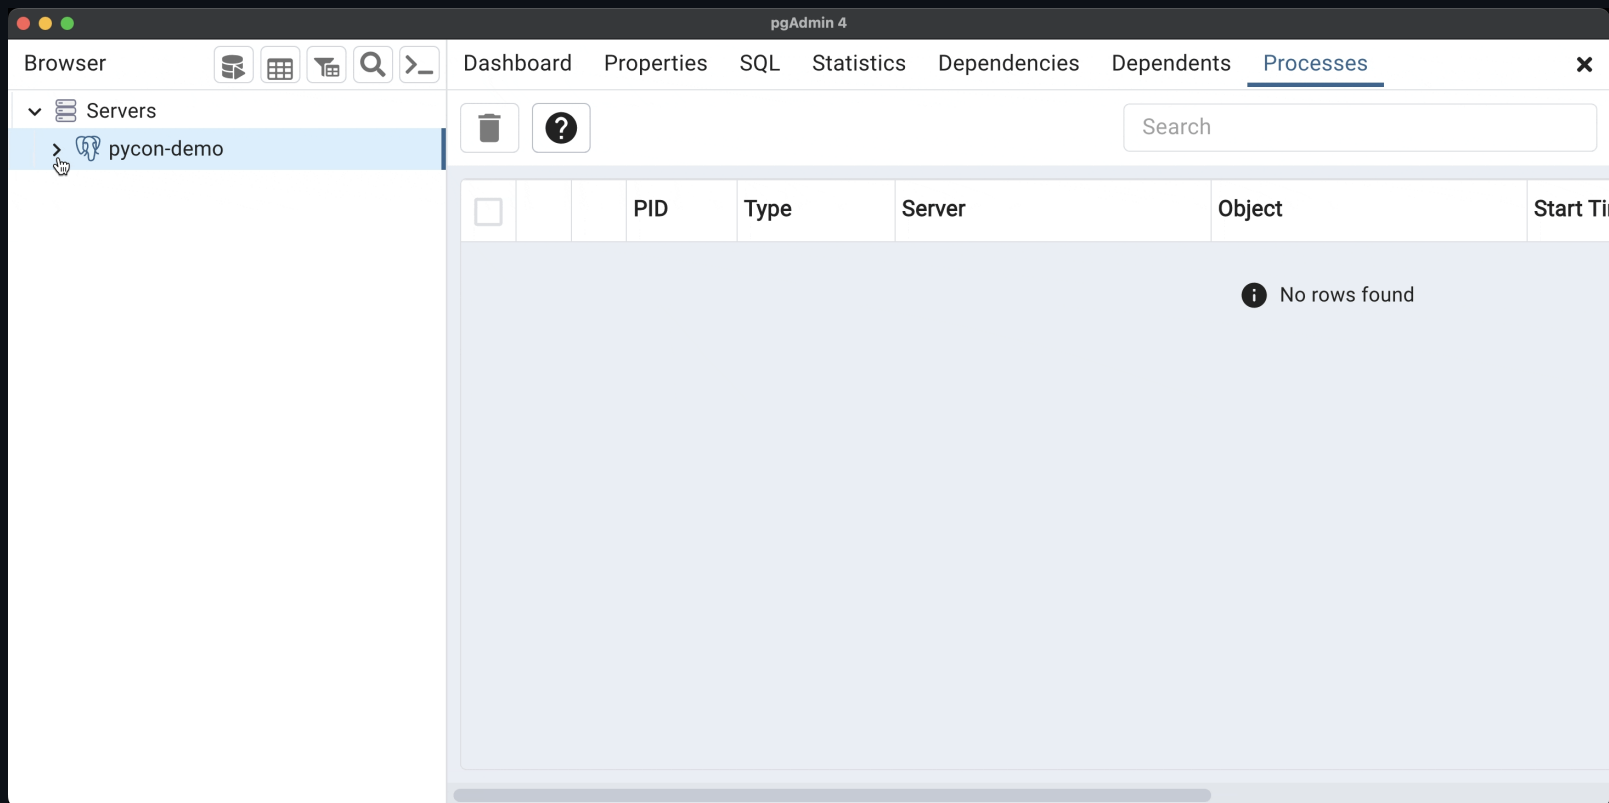 pgAdmin 4
Browser
Dashboard Properties SQL Statistics Dependencies Dependents Processes
Servers
pycon-demo
Search
PID Type Server Object Start Ti
No rows found